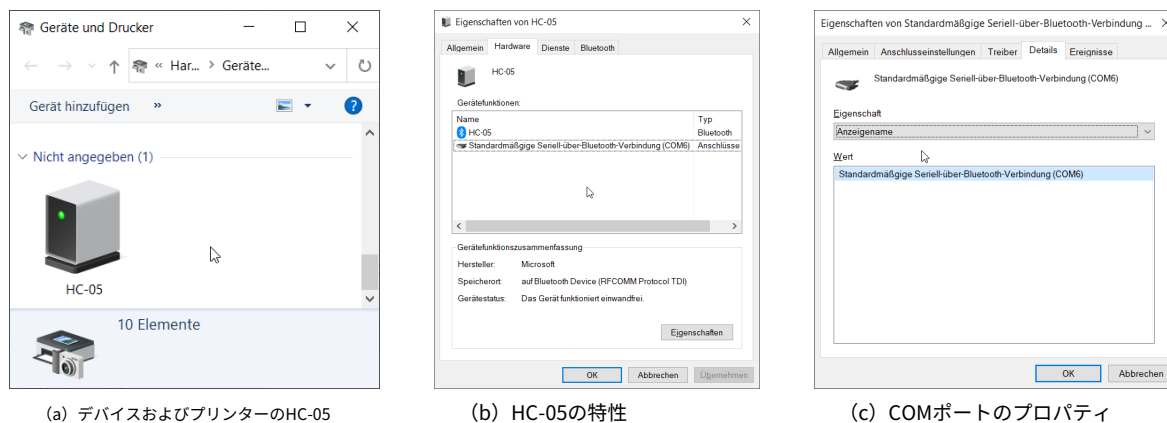 Geräte und Drucker
« Har... > Geräte...
Gerät hinzufügen »
Nicht angegeben (1)
HC-05
10 Elemente
(a) デバイスおよびプリンターのHC-05
Eigenschaften von HC-05
Allgemein Hardware Dienste Bluetooth
HC-05
Gerätefunktionen:
Name Typ
HC-05 Bluetooth
Standardmäßgige Seriell-über-Bluetooth-Verbindung (COM6) Anschlüsse
Gerätefunktionszusammenfassung
Hersteller: Microsoft
Speicherort: auf Bluetooth Device (RFCOMM Protocol TDI)
Gerätestatus: Das Gerät funktioniert einwandfrei.
Eigenschaften
OK Abbrechen Übernehmen
(b) HC-05の特性
Eigenschaften von Standardmäßgige Seriell-über-Bluetooth-Verbindung ...
Allgemein Anschlusseinstellungen Treiber Details Ereignisse
Standardmäßgige Seriell-über-Bluetooth-Verbindung (COM6)
Eigenschaft
Anzeigename
Wert
Standardmäßgige Seriell-über-Bluetooth-Verbindung (COM6)
OK Abbrechen
(c) COMポートのプロパティ